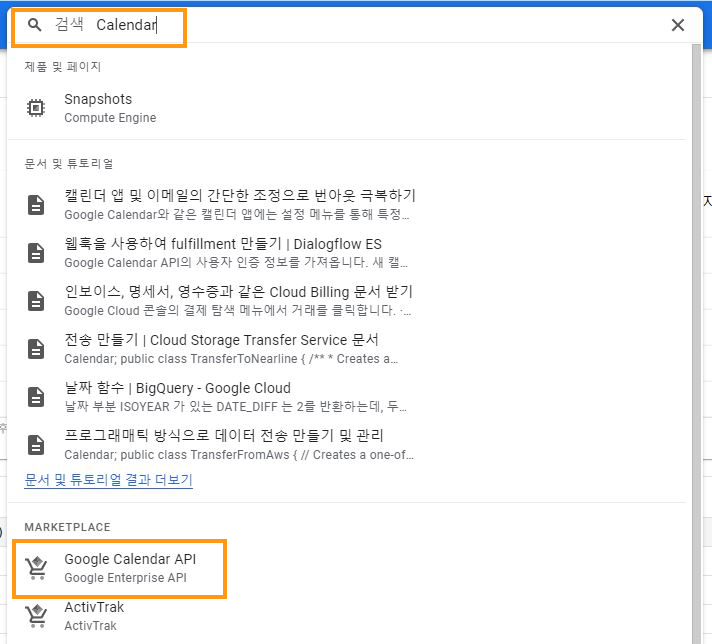 검색 Calendar
제품 및 페이지
Snapshots
Compute Engine
문서 및 튜토리얼
캘린더 앱 및 이메일의 간단한 조정으로 번아웃 극복하기
Google Calendar와 같은 캘린더 앱에는 설정 메뉴를 통해 특정...
웹훅을 사용하여 fulfillment 만들기 | Dialogflow ES
Google Calendar API의 사용자 인증 정보를 가져옵니다. 새 캘...
인보이스, 명세서, 영수증과 같은 Cloud Billing 문서 받기
Google Cloud 콘솔의 결제 탐색 메뉴에서 거래를 클릭합니다. ·...
전송 만들기 | Cloud Storage Transfer Service 문서
Calendar; public class TransferToNearline { /** * Creates a...
날짜 함수 | BigQuery - Google Cloud
날짜 부분 ISOYEAR 가 있는 DATE_DIFF 는 2를 반환하는데, 두...
프로그래매틱 방식으로 데이터 전송 만들기 및 관리
Calendar; public class TransferFromAws { // Creates a one-of...
문서 및 튜토리얼 결과 더보기
MARKETPLACE
Google Calendar API
Google Enterprise API
ActivTrak
ActivTrak